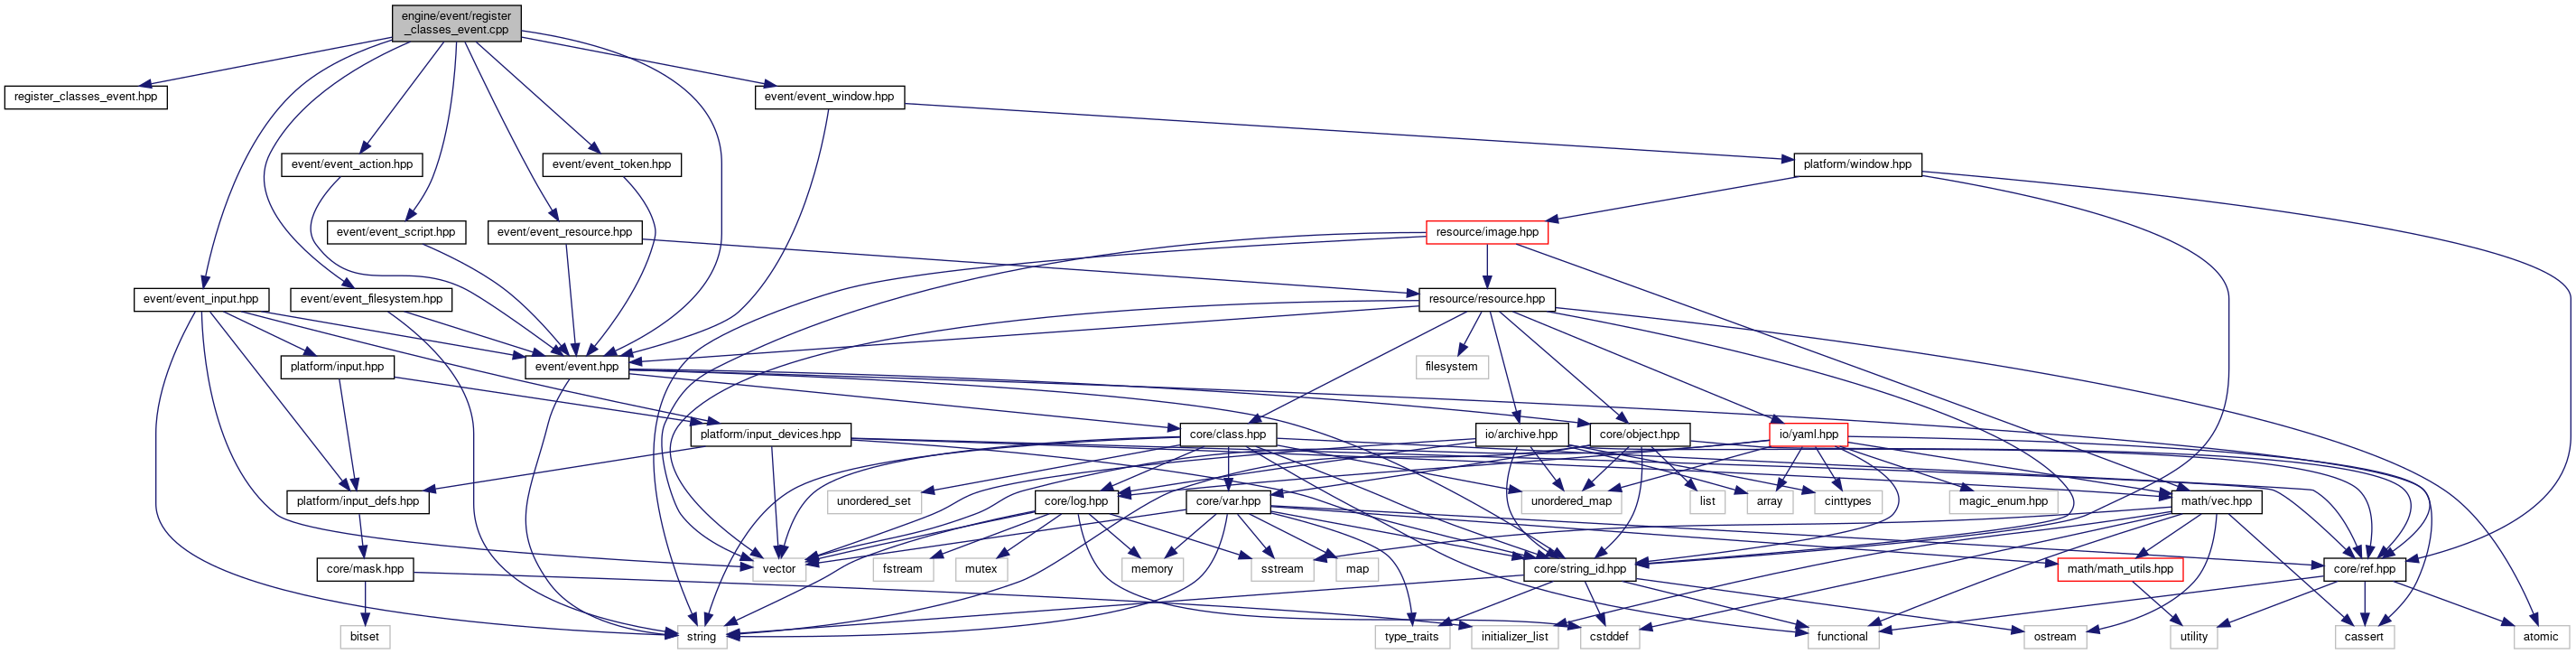 engine/event/register
_classes_event.cpp
register_classes_event.hpp
event/event_window.hpp
event/event_action.hpp
event/event_token.hpp
platform/window.hpp
event/event_script.hpp
event/event_resource.hpp
resource/image.hpp
event/event_input.hpp
event/event_filesystem.hpp
resource/resource.hpp
platform/input.hpp
event/event.hpp
filesystem
platform/input_devices.hpp
core/class.hpp
io/archive.hpp
core/object.hpp
io/yaml.hpp
platform/input_defs.hpp
unordered_set
core/log.hpp
core/var.hpp
unordered_map
list
array
cinttypes
magic_enum.hpp
math/vec.hpp
core/mask.hpp
vector
fstream
mutex
memory
sstream
map
core/string_id.hpp
math/math_utils.hpp
core/ref.hpp
bitset
string
type_traits
initializer_list
cstddef
functional
ostream
utility
cassert
atomic